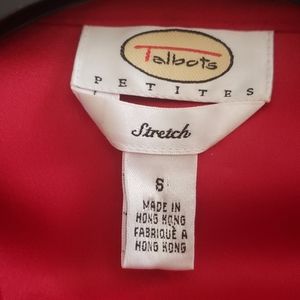 Talbots
PETITES
Stretch
S
MADE IN
HONG KONG
FABRIQUÉ A
HONG KONG